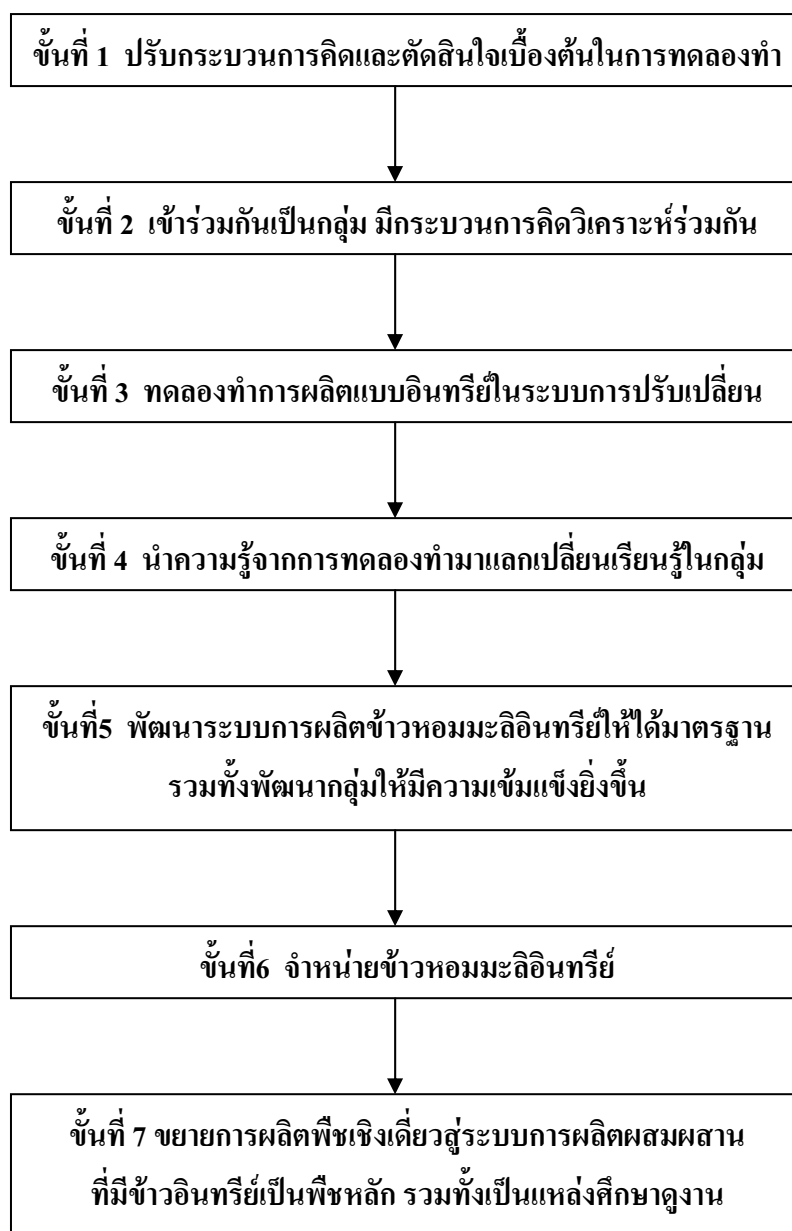 ขั้นที่ 1 ปรับกระบวนการคิดและตัดสินใจเบื้องต้นในการทดลองทำ
ขั้นที่ 2 เข้าร่วมกันเป็นกลุ่ม มีกระบวนการคิดวิเคราะห์ร่วมกัน
ขั้นที่ 3 ทดลองทำการผลิตแบบอินทรีย์ในระบบการปรับเปลี่ยน
ขั้นที่ 4 นำความรู้จากการทดลองทำมาแลกเปลี่ยนเรียนรู้ในกลุ่ม
ขั้นที่5 พัฒนาระบบการผลิตข้าวหอมมะลิอินทรีย์ให้ได้มาตรฐาน
รวมทั้งพัฒนากลุ่มให้มีความเข้มแข็งยิ่งขึ้น
ขั้นที่6 จำหน่ายข้าวหอมมะลิอินทรีย์
ขั้นที่ 7 ขยายการผลิตพืชเชิงเดี่ยวสู่ระบบการผลิตผสมผสาน
ที่มีข้าวอินทรีย์เป็นพืชหลัก รวมทั้งเป็นแหล่งศึกษาดูงาน